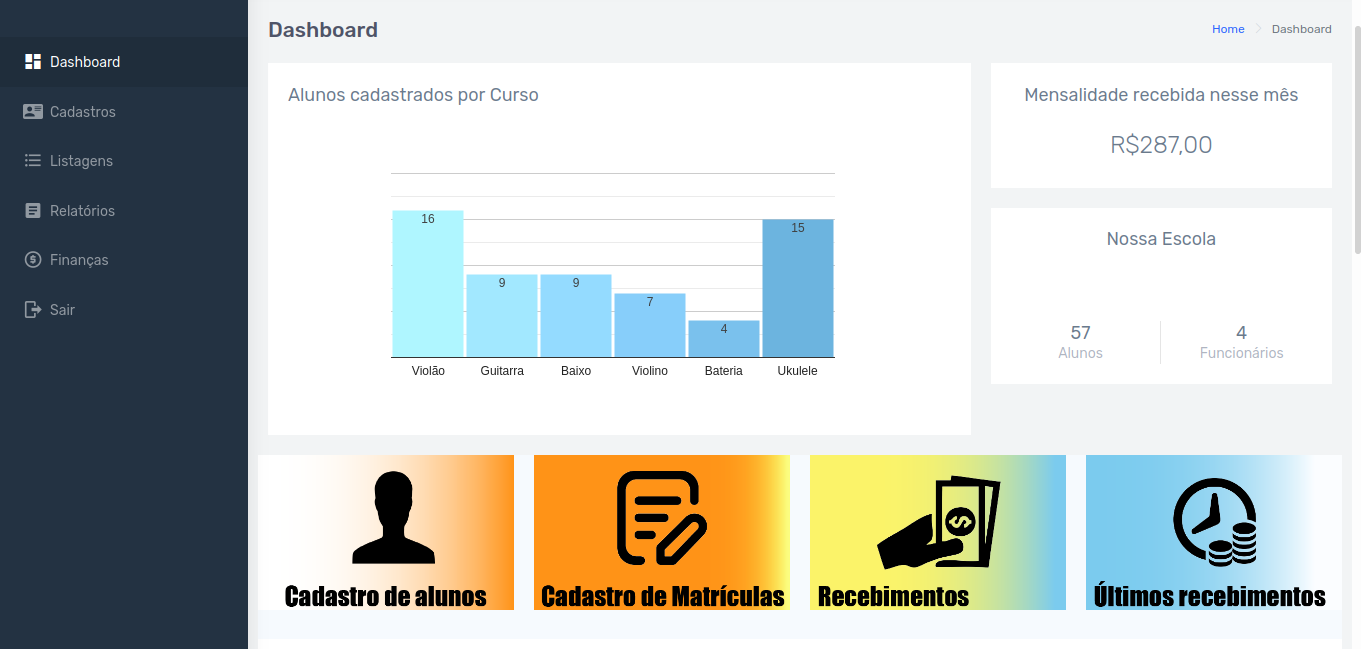 Dashboard
Cadastros
Listagens
Relatórios
Finanças
Sair
Dashboard
Home
Dashboard
Alunos cadastrados por Curso
16
9
9
7
4
15
Violão
Guitarra
Baixo
Violino
Bateria
Ukulele
Mensalidade recebida nesse mês
R$287,00
Nossa Escola
57
Alunos
4
Funcionários
Cadastro de alunos
Cadastro de Matrículas
Recebimentos
Últimos recebimentos